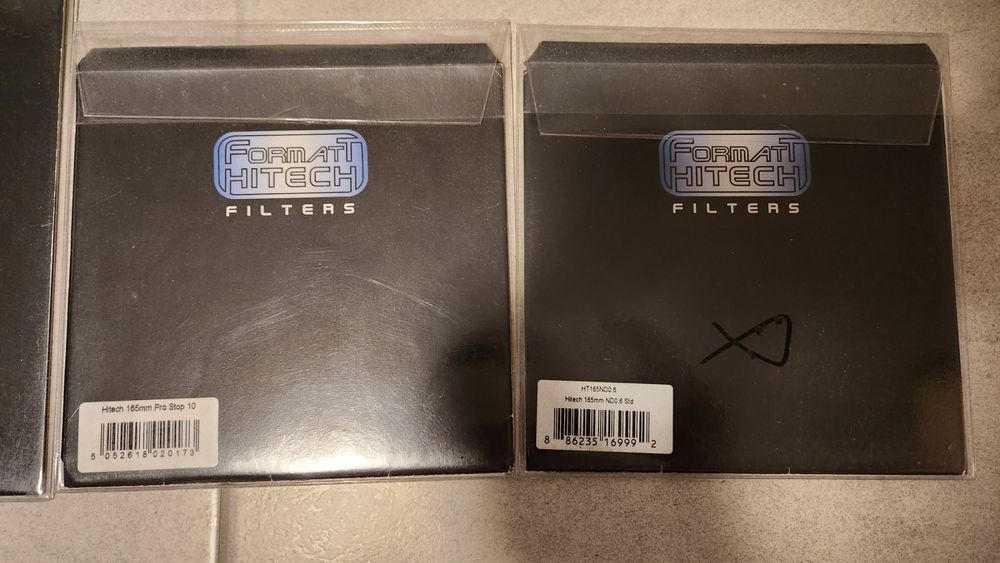 FORMATT
HITECH
FILTERS
Hitech 165mm Pro Stop 10
5 052618 020173
FORMATT
HITECH
FILTERS
HT165ND0.6
Hitech 165mm ND0.6 Std
8 86235 16999 2